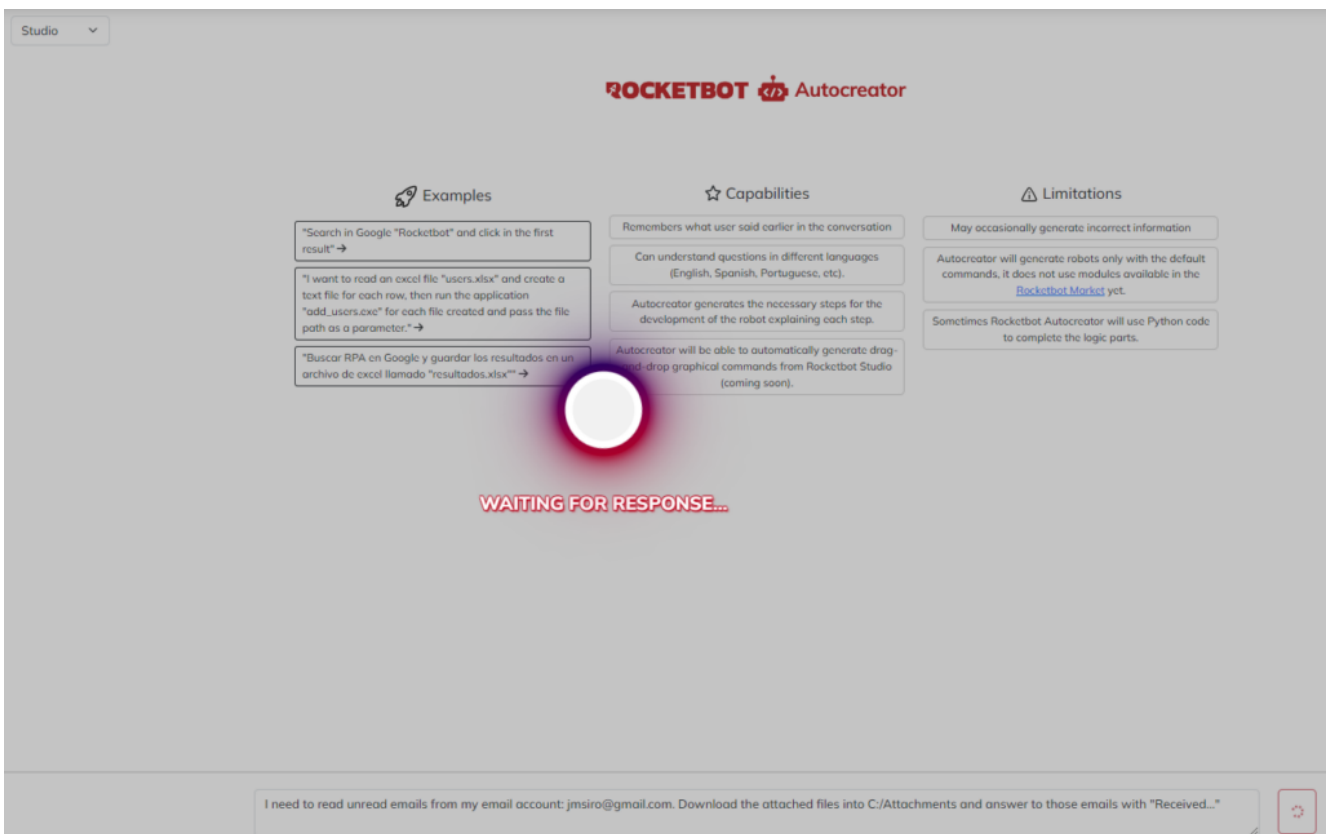 Studio
ROCKETBOT Autocreator
Examples
"Search in Google "Rocketbot" and click in the first
result" →
"I want to read an excel file "users.xlsx" and create a
text file for each row, then run the application
"add_users.exe" for each file created and pass the file
path as a parameter." →
"Buscar RPA en Google y guardar los resultados en un
archivo de excel llamado "resultados.xlsx"" →
Capabilities
Remembers what user said earlier in the conversation
Can understand questions in different languages
(English, Spanish, Portuguese, etc).
Autocreator generates the necessary steps for the
development of the robot explaining each step.
Autocreator will be able to automatically generate drag-
and-drop graphical commands from Rocketbot Studio
(coming soon).
Limitations
May occasionally generate incorrect information
Autocreator will generate robots only with the default
commands, it does not use modules available in the
Rocketbot Market yet.
Sometimes Rocketbot Autocreator will use Python code
to complete the logic parts.
WAITING FOR RESPONSE...
I need to read unread emails from my email account: jmsiro@gmail.com. Download the attached files into C:/Attachments and answer to those emails with "Received..."